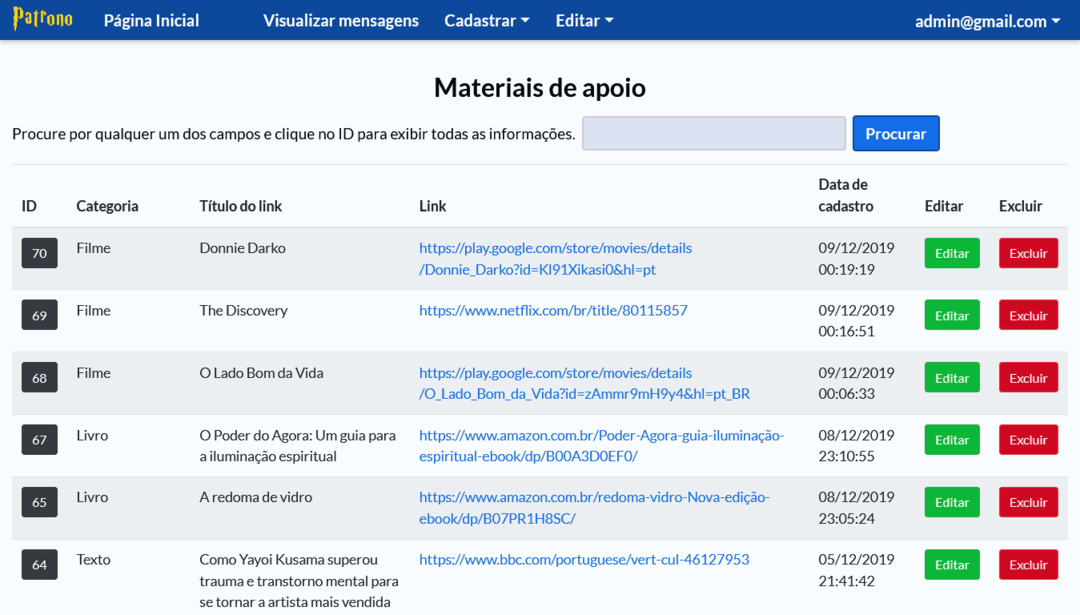 Patrono Página Inicial Visualizar mensagens Cadastrar Editar admin@gmail.com
Materiais de apoio
Procure por qualquer um dos campos e clique no ID para exibir todas as informações. Procurar
ID Categoria Título do link Link Data de cadastro Editar Excluir
70 Filme Donnie Darko https://play.google.com/store/movies/details 09/12/2019 Editar Excluir
/Donnie_Darko?id=Kl91Xikasi0&hl=pt 00:19:19
69 Filme The Discovery https://www.netflix.com/br/title/80115857 09/12/2019 Editar Excluir
00:16:51
68 Filme O Lado Bom da Vida https://play.google.com/store/movies/details 09/12/2019 Editar Excluir
/O_Lado_Bom_da_Vida?id=zAmmr9mH9y4&hl=pt_BR 00:06:33
67 Livro O Poder do Agora: Um guia para https://www.amazon.com.br/Poder-Agora-guia-iluminação- 08/12/2019 Editar Excluir
a iluminação espiritual espiritual-ebook/dp/B00A3D0EF0/ 23:10:55
65 Livro A redoma de vidro https://www.amazon.com.br/redoma-vidro-Nova-edição- 08/12/2019 Editar Excluir
ebook/dp/B07PR1H8SC/ 23:05:24
64 Texto Como Yayoi Kusama superou https://www.bbc.com/portuguese/vert-cul-46127953 05/12/2019 Editar Excluir
trauma e transtorno mental para 21:41:42
se tornar a artista mais vendida